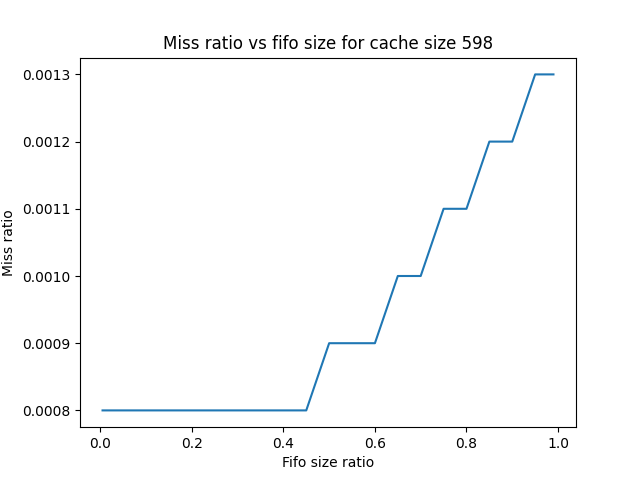 Miss ratio vs fifo size for cache size 598
0.0013
0.0012
0.0011
0.0010
0.0009
0.0008
Miss ratio
0.0 0.2 0.4 0.6 0.8 1.0
Fifo size ratio